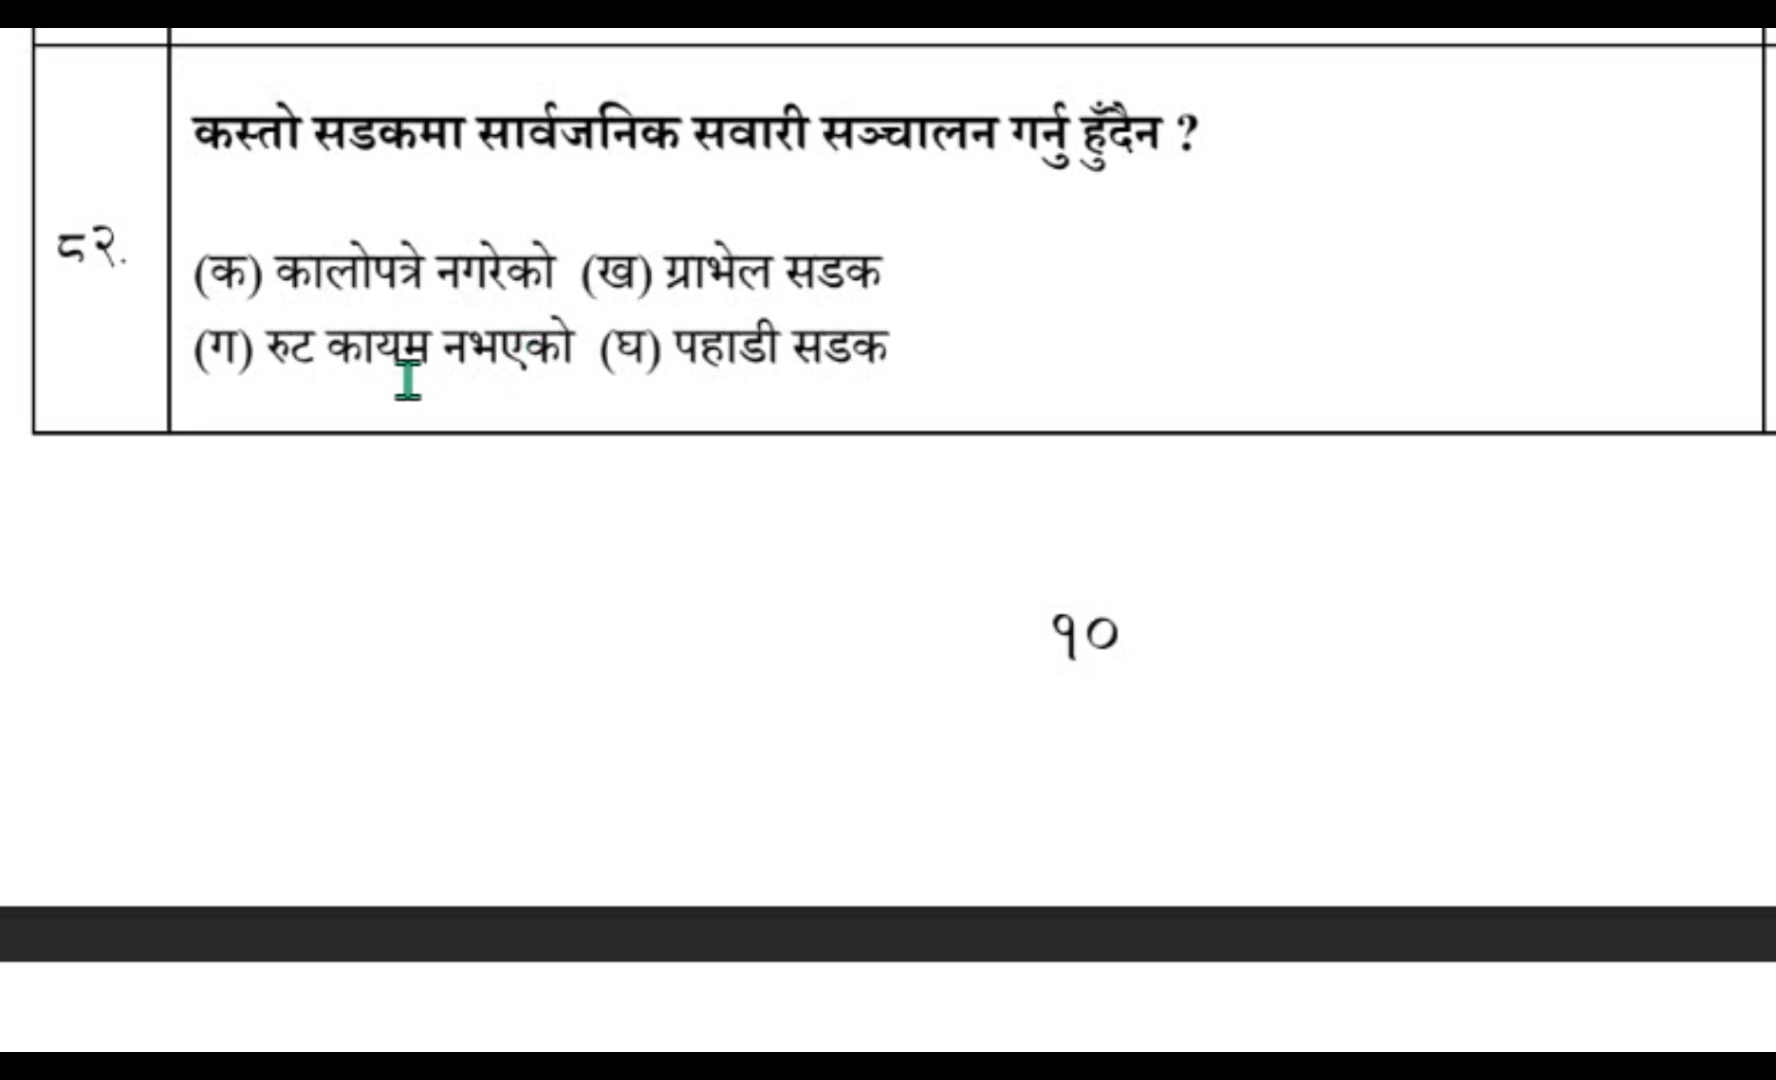 कस्तो सडकमा सार्वजनिक सवारी सञ्चालन गर्नु हुँदैन ?
८२.
(क) कालोपत्रे नगरेको (ख) ग्राभेल सडक
(ग) रुट कायम नभएको (घ) पहाडी सडक
१०